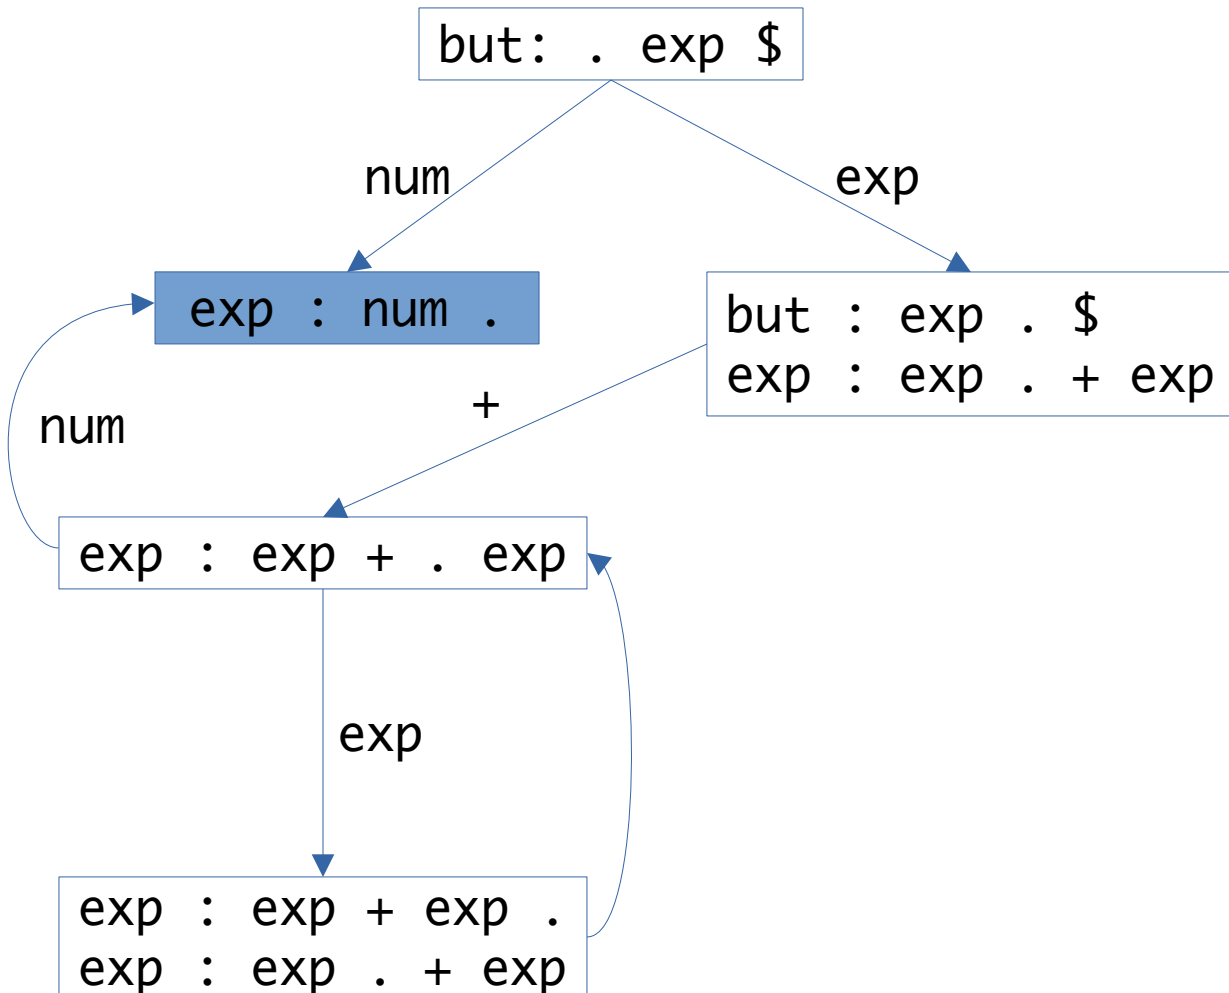 but: . exp $
num
exp
exp : num .
but : exp . $
exp : exp . + exp
+
num
exp : exp + . exp
exp
exp : exp + exp .
exp : exp . + exp